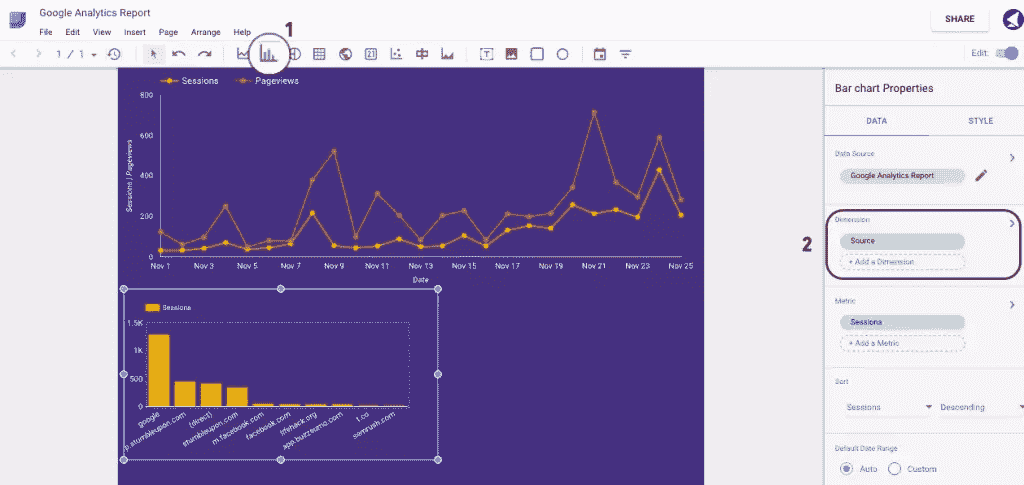 Google Analytics Report
File Edit View Insert Page Arrange Help
1
SHARE
1 / 1
21
T
Edit:
Sessions Pageviews
800
600
400
200
0
Sessions | Pageviews
Nov 1 Nov 3 Nov 5 Nov 7 Nov 9 Nov 11 Nov 13 Nov 15 Nov 17 Nov 19 Nov 21 Nov 23 Nov 25
Date
Sessions
1.5K
1K
500
0
google
p.stumbleupon.com
(direct)
stumbleupon.com
m.facebook.com
facebook.com
lifehack.org
app.buzzsumo.com
t.co
semrush.com
Bar chart Properties
DATA STYLE
Data Source
Google Analytics Report
2
Dimension
Source
+ Add a Dimension
Metric
Sessions
+ Add a Metric
Sort
Sessions Descending
Default Date Range
Auto Custom